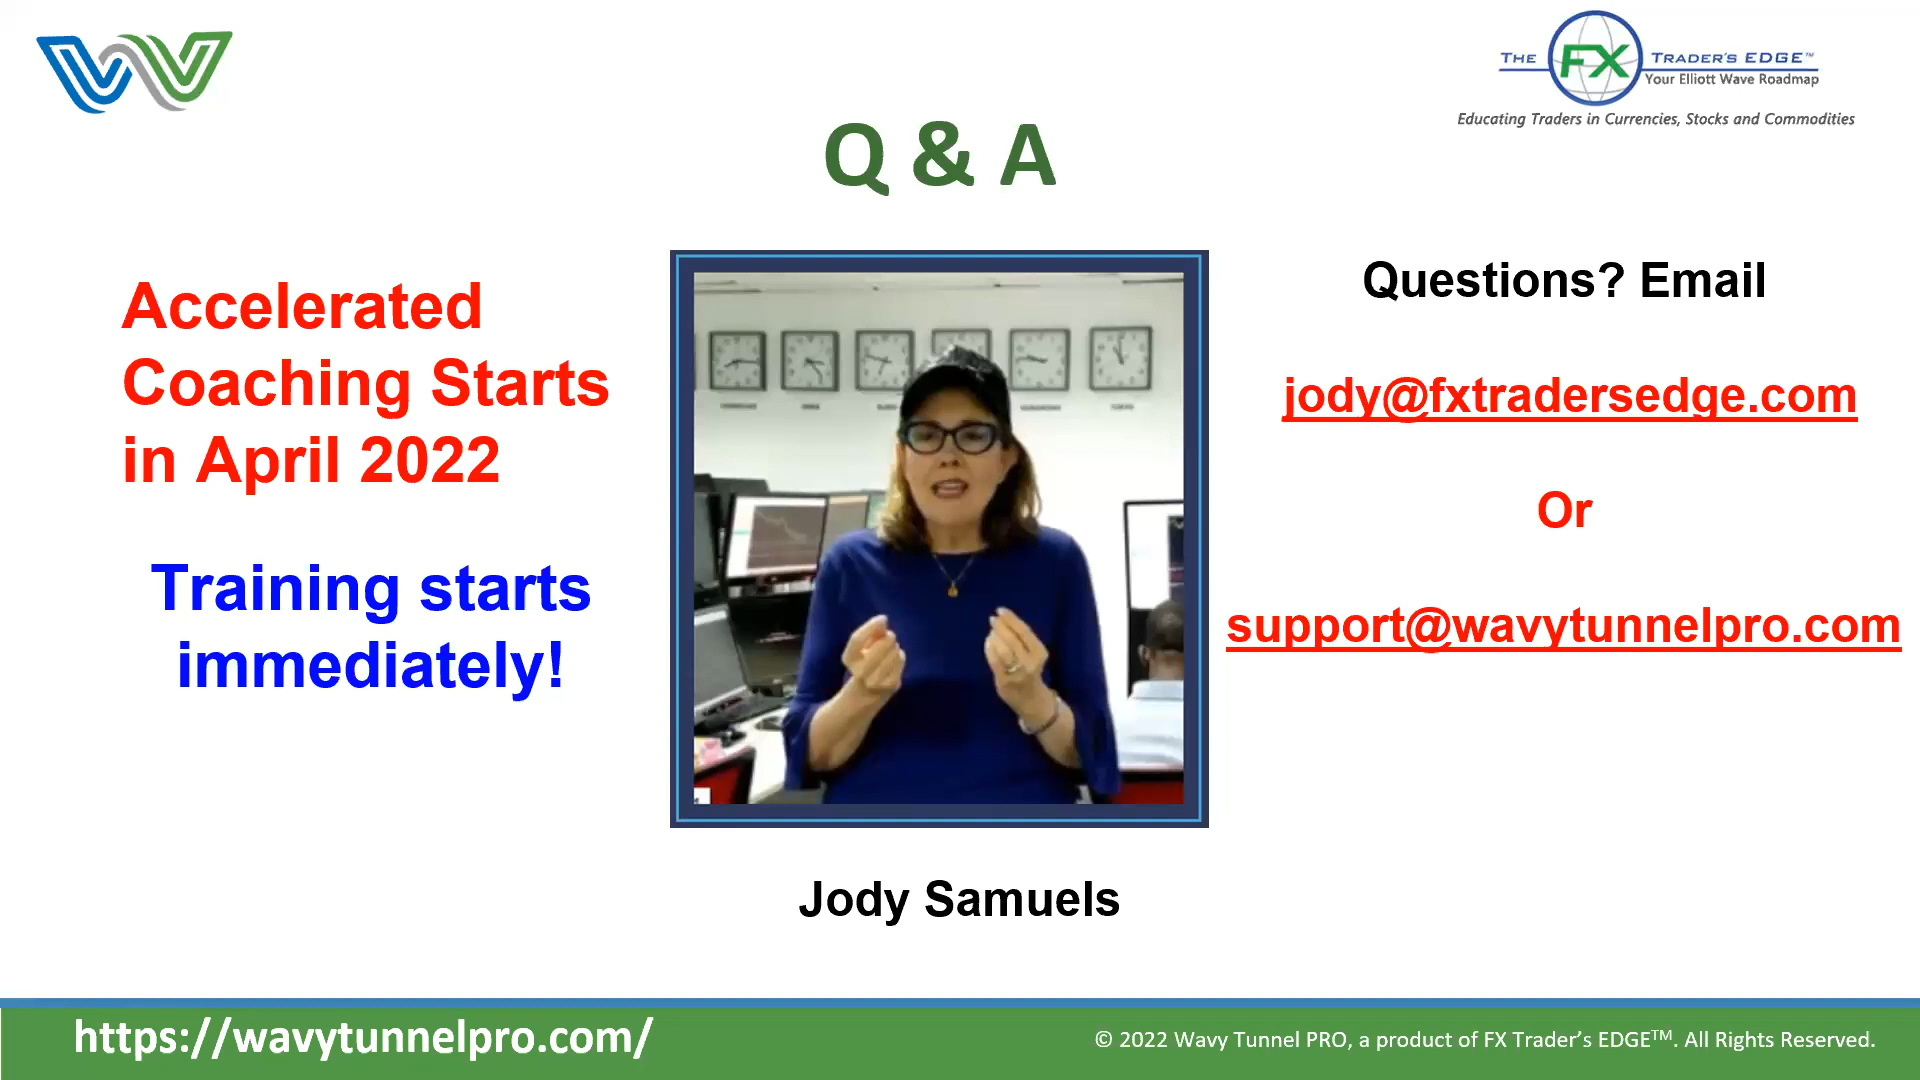 THE FX TRADER'S EDGE™
Your Elliott Wave Roadmap
Educating Traders in Currencies, Stocks and Commodities
Q & A
Accelerated
Coaching Starts
in April 2022
Training starts
immediately!
Questions? Email
jody@fxtradersedge.com
Or
support@wavytunnelpro.com
Jody Samuels
https://wavytunnelpro.com/
© 2022 Wavy Tunnel PRO, a product of FX Trader’s EDGE™. All Rights Reserved.